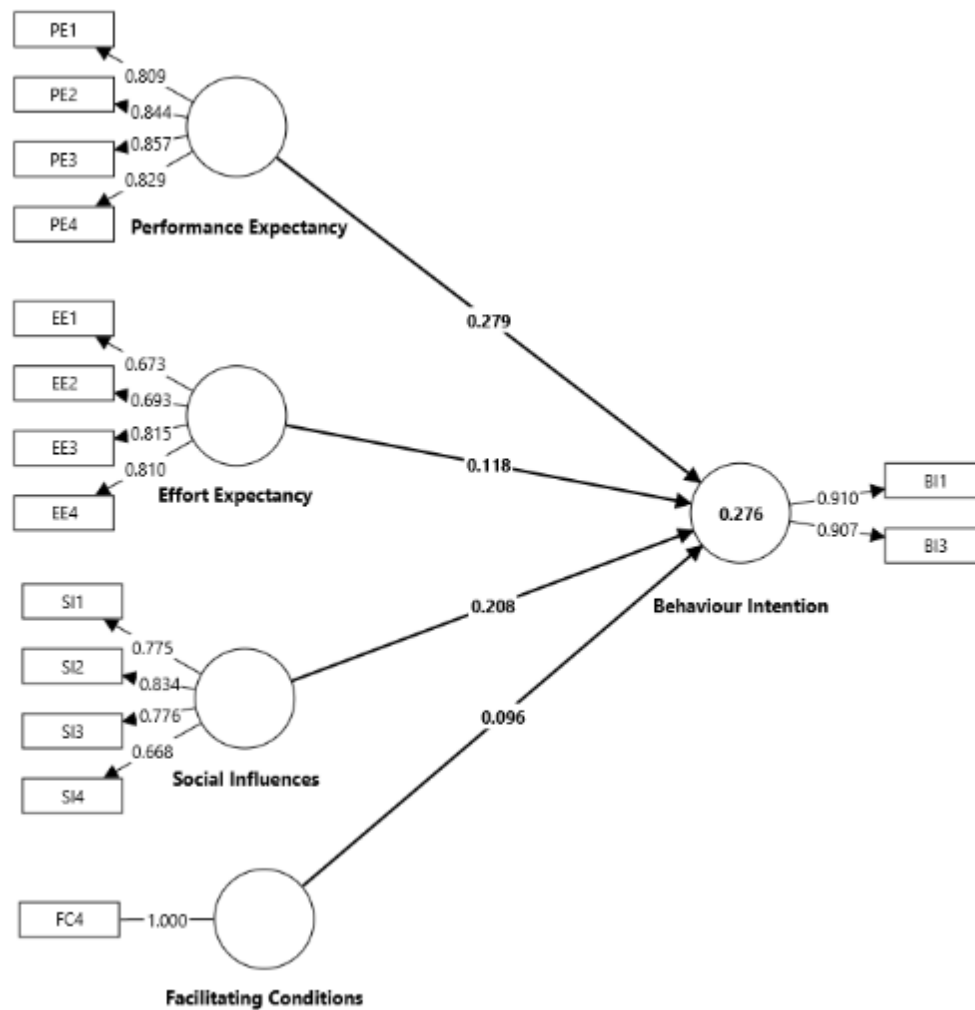 PE1
0.809
PE2
0.844
PE3
0.857
0.829
PE4
Performance Expectancy
0.279
EE1
0.673
EE2
0.693
EE3
0.815
0.810
EE4
Effort Expectancy
0.118
SI1
0.775
SI2
0.834
SI3
0.776
0.668
SI4
Social Influences
0.208
FC4
1.000
Facilitating Conditions
0.096
0.276
Behaviour Intention
0.910
BI1
0.907
BI3